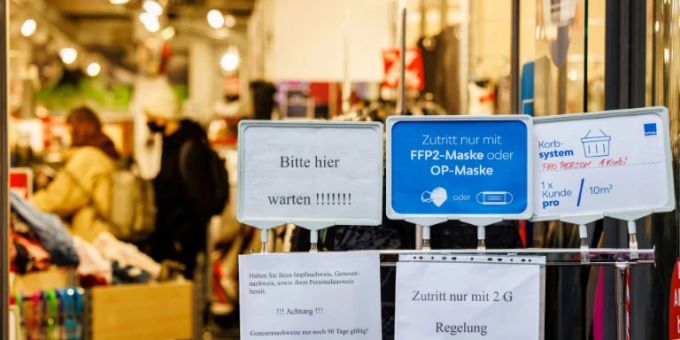 Bitte hier
warten !!!!!!!
Zutritt nur mit
FFP2-Maske oder
OP-Maske
oder
Korb-
system
PRO PERSON 1 Korb!
1 x
Kunde / 10m²
pro
Haben Sie Ihren Impfnachweis, Genesen-
nachweis, sowie ihren Personalausweis
bereit.
!!! Achtung !!!
Genesennachweise nur noch 90 Tage gültig!
Zutritt nur mit 2 G
Regelung